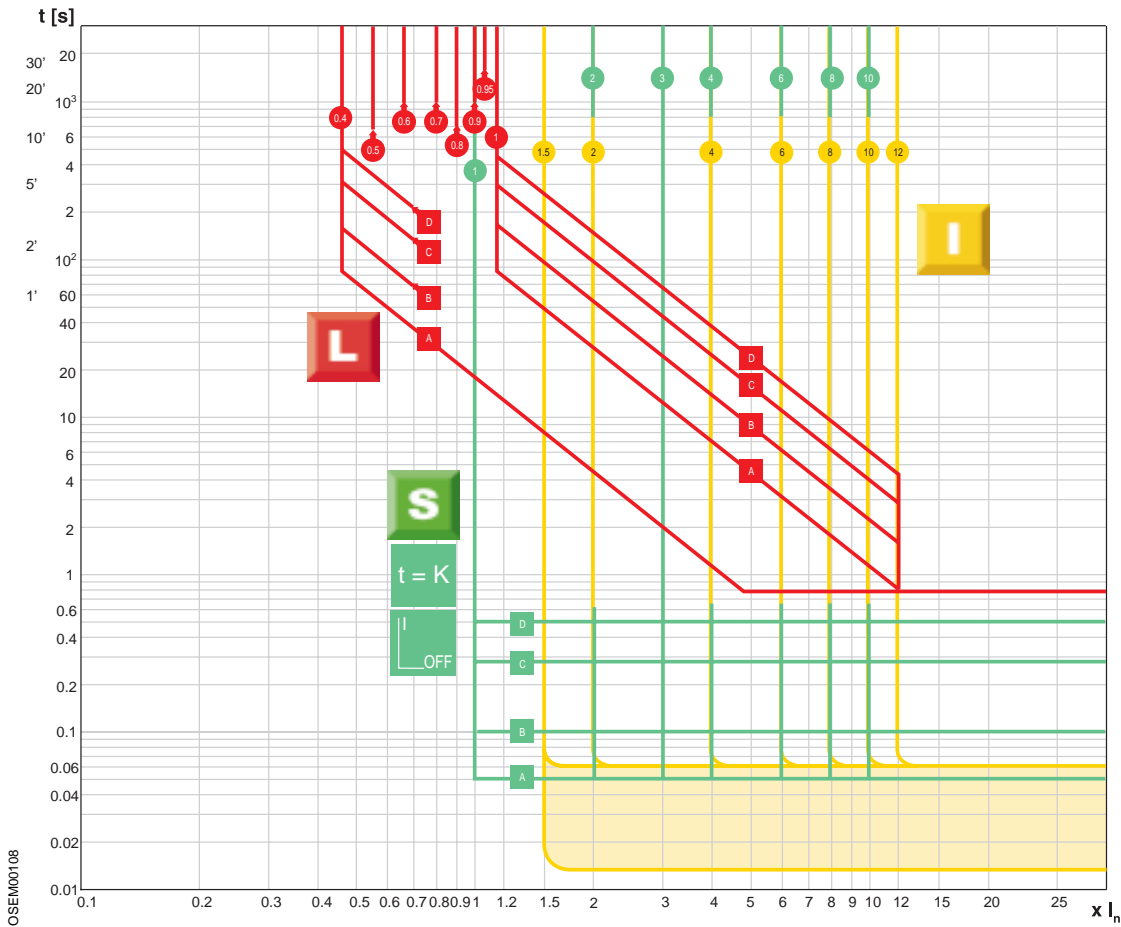 t [s]
30'
20'
10'
5'
2'
1'
20
10³
6
4
2
10²
60
40
20
10
6
4
2
1
0.6
0.4
0.2
0.1
0.06
0.04
0.02
0.01
0.4
0.5
0.6
0.7
0.8
0.9
0.95
1
1
2
3
4
6
8
10
1.5
2
4
6
8
10
12
D
C
B
A
D
C
B
A
L
I
S
t = K
I
OFF
D
C
B
A
0.1 0.2 0.3 0.4 0.5 0.6 0.7 0.8 0.9 1 1.2 1.5 2 3 4 5 6 7 8 9 10 12 15 20 25
x Iₙ
OSEM00108